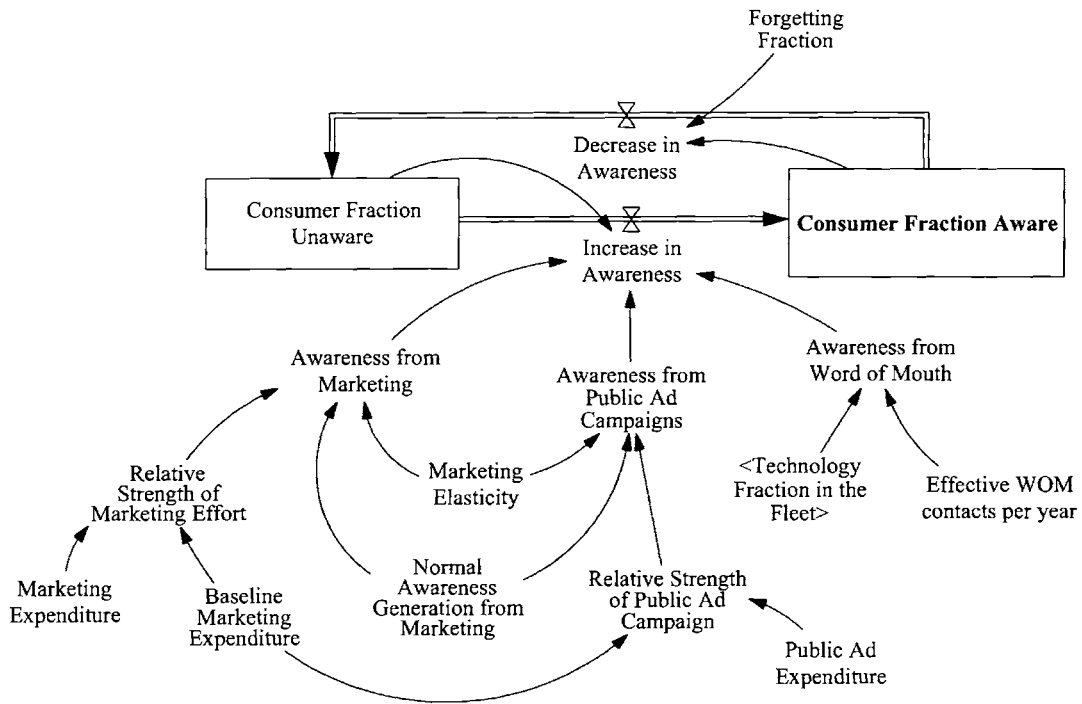 Forgetting
Fraction
Decrease in
Awareness
Consumer Fraction
Unaware
Consumer Fraction Aware
Increase in
Awareness
Awareness from
Marketing
Awareness from
Public Ad
Campaigns
Awareness from
Word of Mouth
Relative
Strength of
Marketing Effort
Marketing
Elasticity
<Technology
Fraction in the
Fleet>
Effective WOM
contacts per year
Marketing
Expenditure
Baseline
Marketing
Expenditure
Normal
Awareness
Generation from
Marketing
Relative Strength
of Public Ad
Campaign
Public Ad
Expenditure